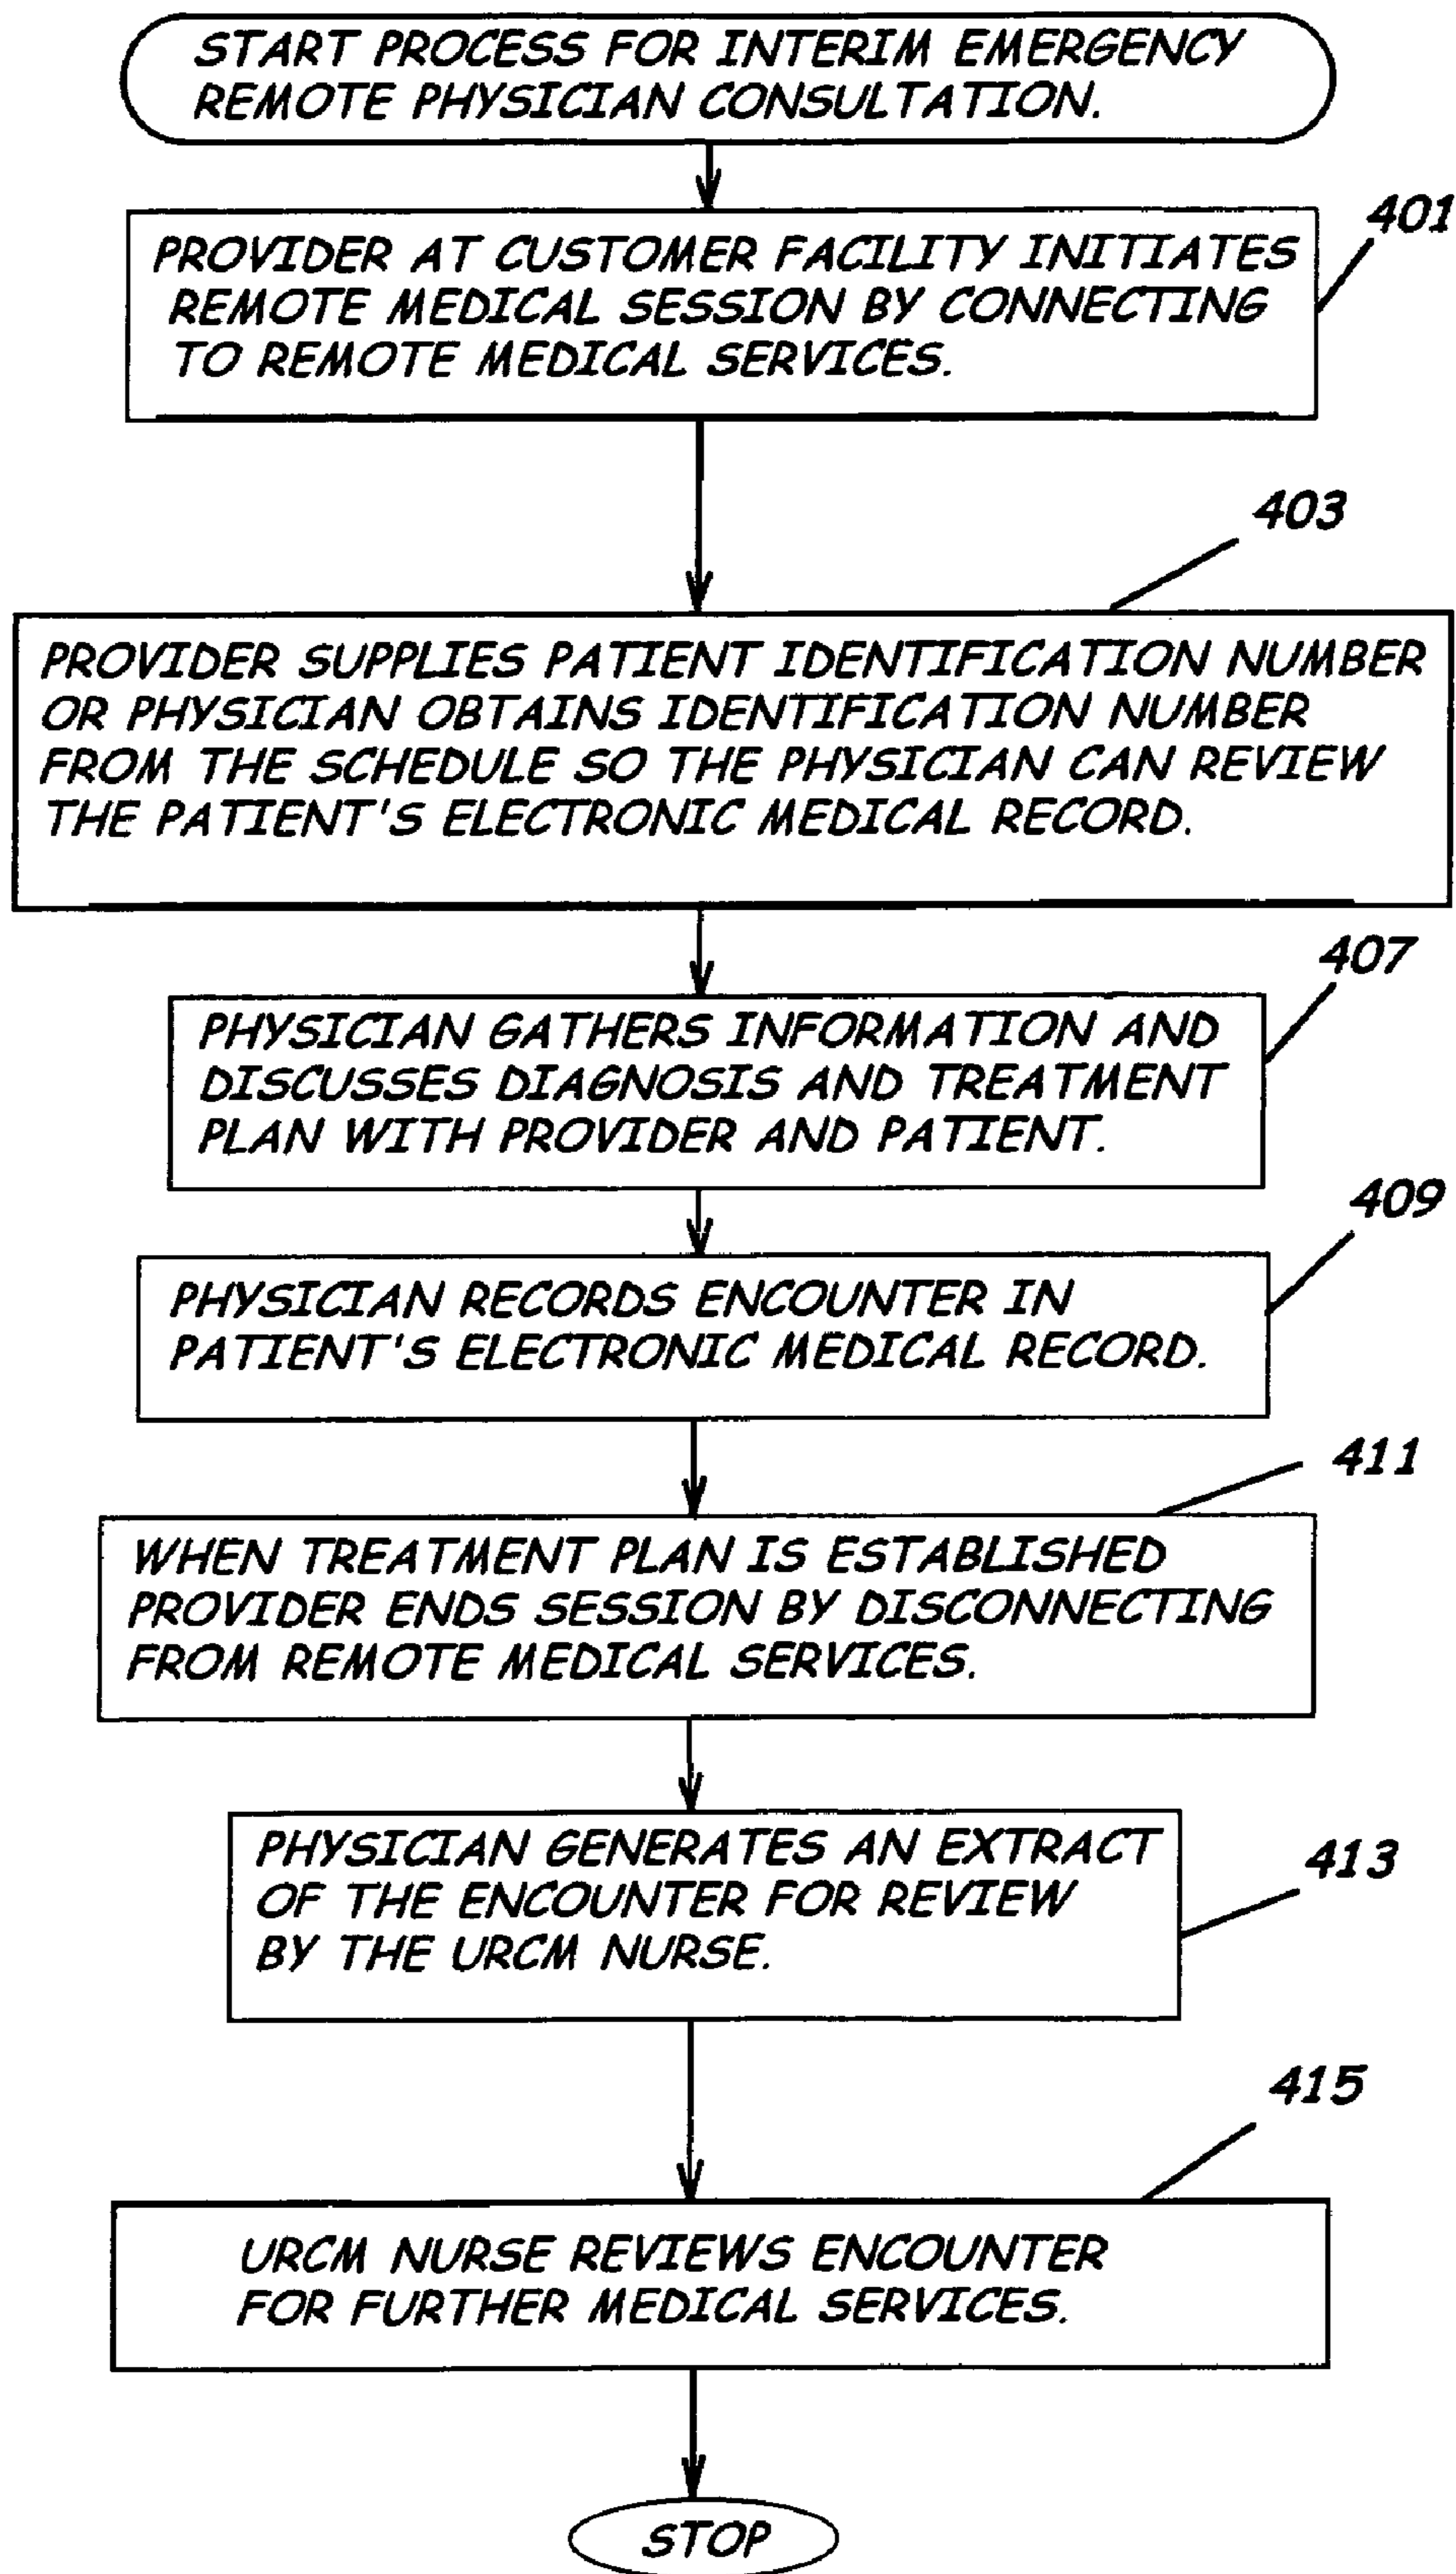 START PROCESS FOR INTERIM EMERGENCY
REMOTE PHYSICIAN CONSULTATION.
401
PROVIDER AT CUSTOMER FACILITY INITIATES
REMOTE MEDICAL SESSION BY CONNECTING
TO REMOTE MEDICAL SERVICES.
403
PROVIDER SUPPLIES PATIENT IDENTIFICATION NUMBER
OR PHYSICIAN OBTAINS IDENTIFICATION NUMBER
FROM THE SCHEDULE SO THE PHYSICIAN CAN REVIEW
THE PATIENT'S ELECTRONIC MEDICAL RECORD.
407
PHYSICIAN GATHERS INFORMATION AND
DISCUSSES DIAGNOSIS AND TREATMENT
PLAN WITH PROVIDER AND PATIENT.
409
PHYSICIAN RECORDS ENCOUNTER IN
PATIENT'S ELECTRONIC MEDICAL RECORD.
411
WHEN TREATMENT PLAN IS ESTABLISHED
PROVIDER ENDS SESSION BY DISCONNECTING
FROM REMOTE MEDICAL SERVICES.
413
PHYSICIAN GENERATES AN EXTRACT
OF THE ENCOUNTER FOR REVIEW
BY THE URCM NURSE.
415
URCM NURSE REVIEWS ENCOUNTER
FOR FURTHER MEDICAL SERVICES.
STOP